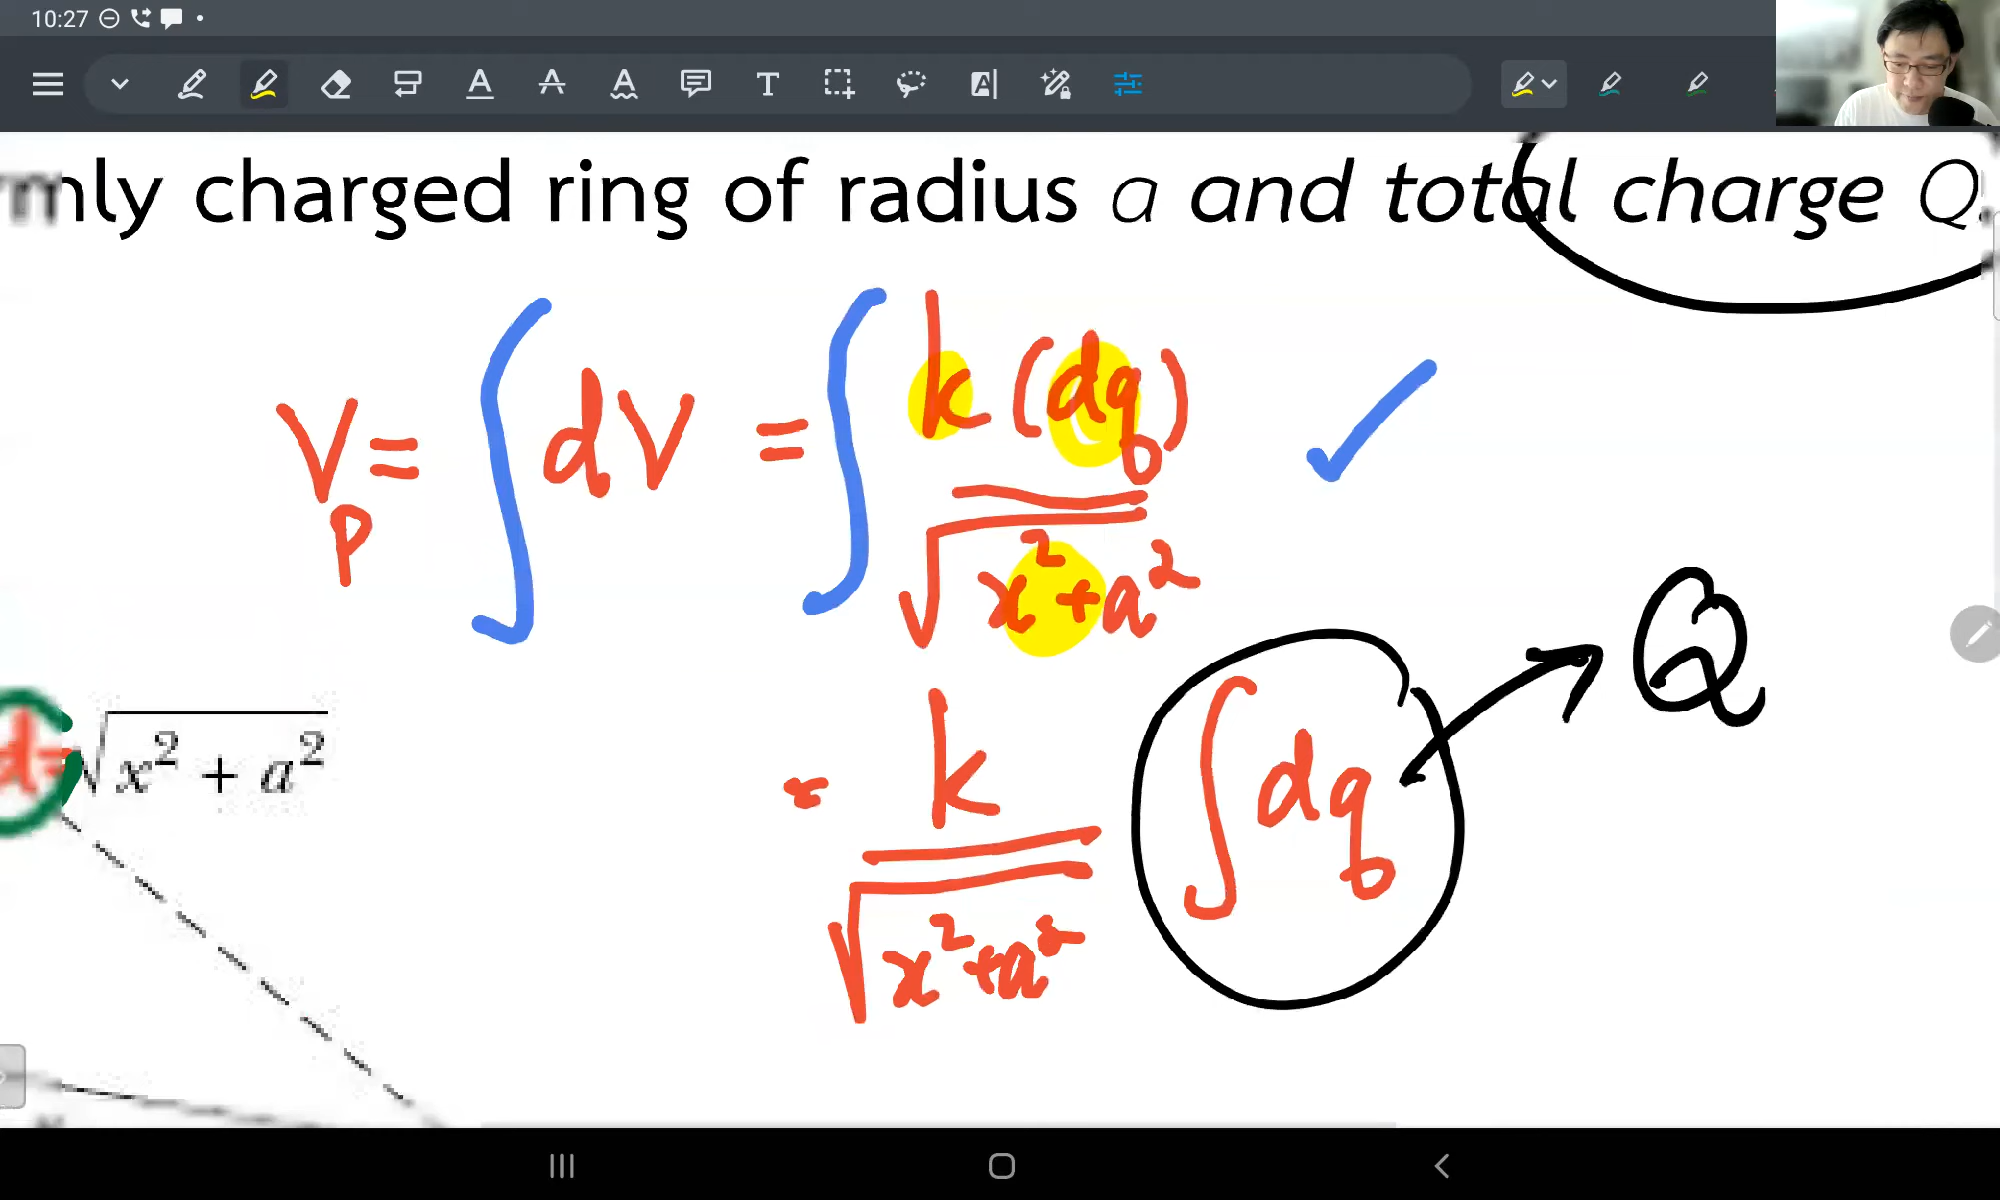 10:27
rmly charged ring of radius a and total charge Q.
V_P = ∫ dV = ∫ k (dq) / √(x² + a²) ✓
d = √(x² + a²)
= k / √(x² + a²) ∫ dq → Q